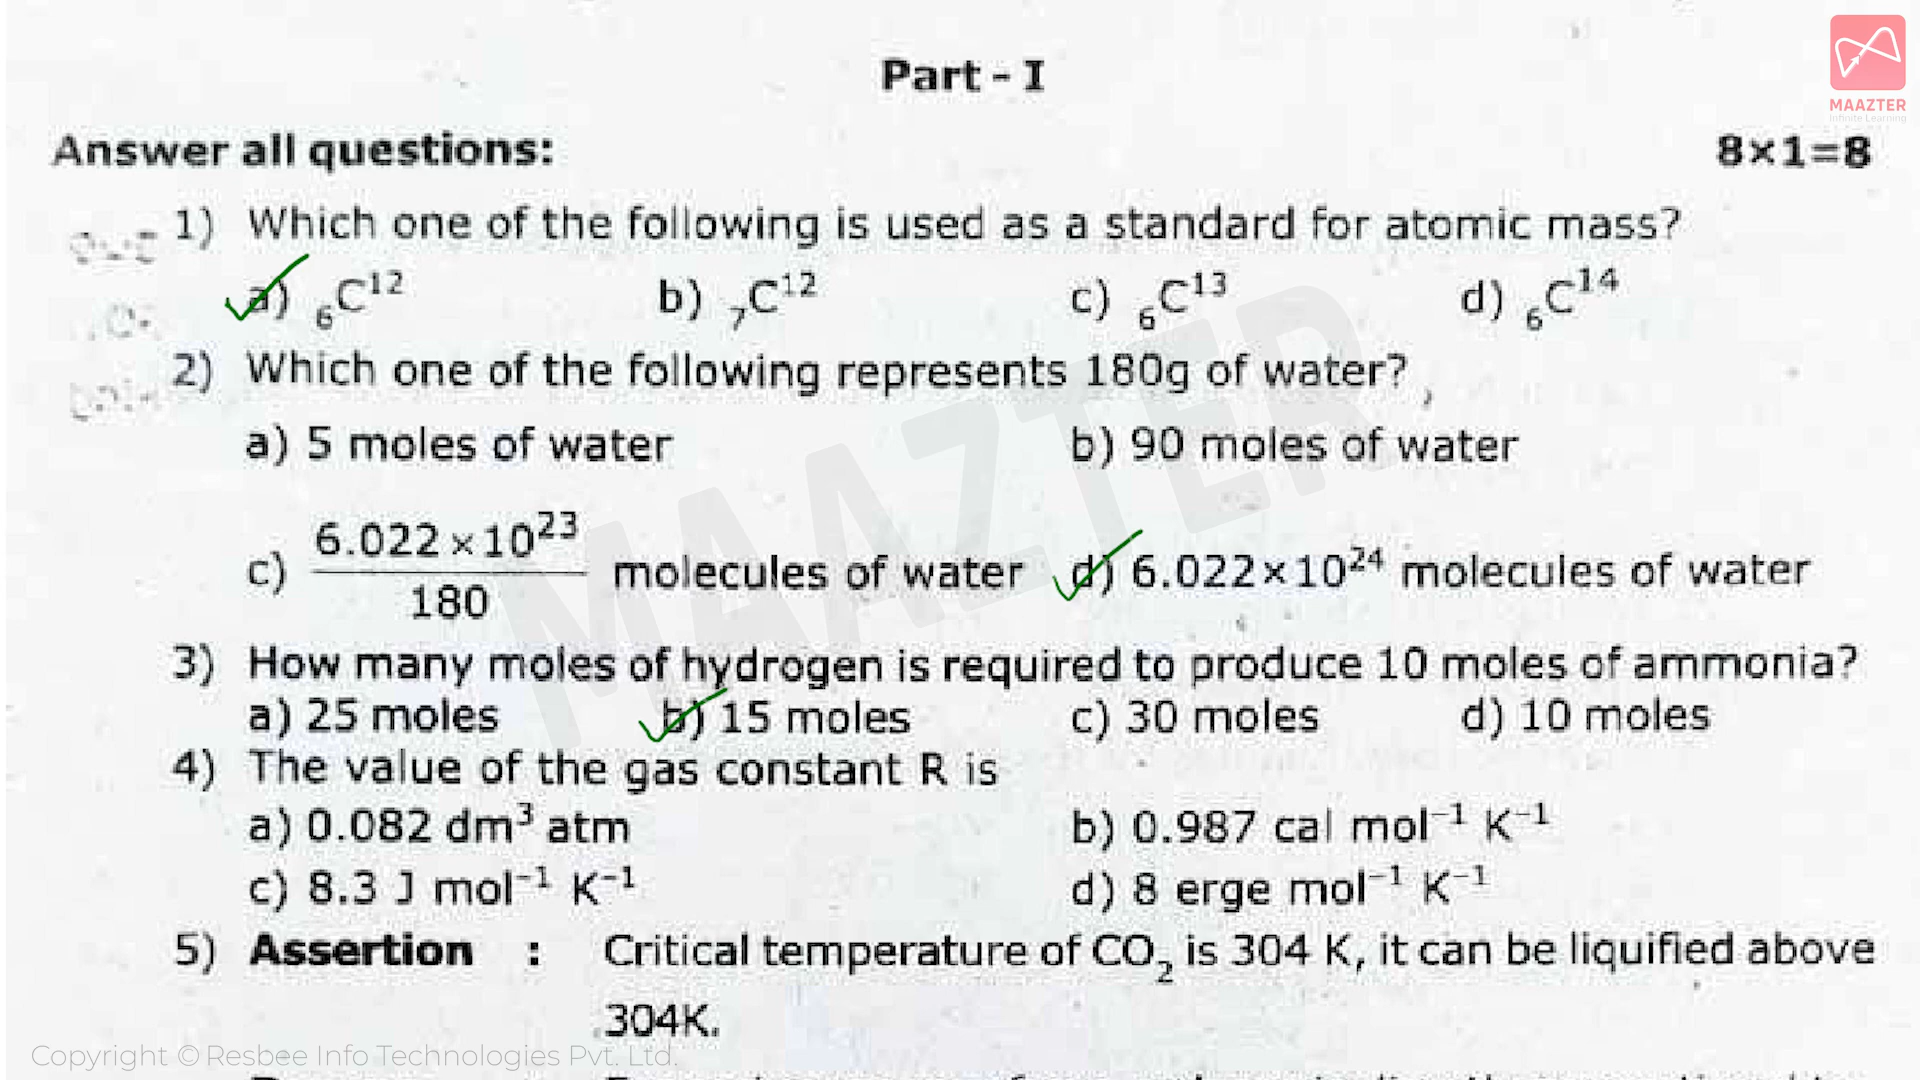 MAAZTER
Infinite Learning
Part - I
Answer all questions: 8×1=8
1) Which one of the following is used as a standard for atomic mass?
a) ₆C¹² b) ₇C¹² c) ₆C¹³ d) ₆C¹⁴
2) Which one of the following represents 180g of water?
a) 5 moles of water b) 90 moles of water
c) 6.022×10²³/180 molecules of water d) 6.022×10²⁴ molecules of water
3) How many moles of hydrogen is required to produce 10 moles of ammonia?
a) 25 moles b) 15 moles c) 30 moles d) 10 moles
4) The value of the gas constant R is
a) 0.082 dm³ atm b) 0.987 cal mol⁻¹ K⁻¹
c) 8.3 J mol⁻¹ K⁻¹ d) 8 erge mol⁻¹ K⁻¹
5) Assertion : Critical temperature of CO₂ is 304 K, it can be liquified above
304K.
MAAZTER
Copyright © Resbee Info Technologies Pvt. Ltd.